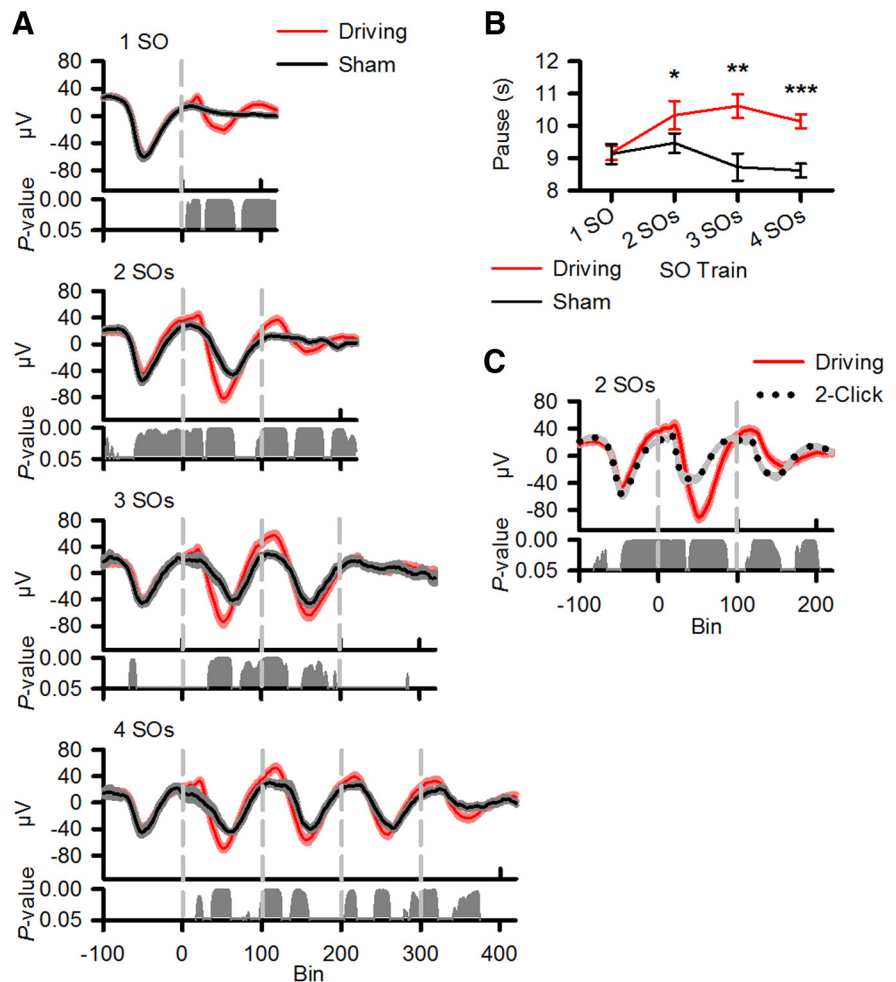 A
1 SO
Driving
Sham
80
40
0
-40
-80
µV
0.00
0.05
P-value
2 SOs
80
40
0
-40
-80
µV
0.00
0.05
P-value
3 SOs
80
40
0
-40
-80
µV
0.00
0.05
P-value
4 SOs
80
40
0
-40
-80
µV
0.00
0.05
P-value
-100 0 100 200 300 400
Bin
B
12
11
10
9
8
Pause (s)
* ** ***
1 SO 2 SOs 3 SOs 4 SOs
SO Train
Driving
Sham
C
2 SOs
Driving
2-Click
80
40
0
-40
-80
µV
0.00
0.05
P-value
-100 0 100 200
Bin